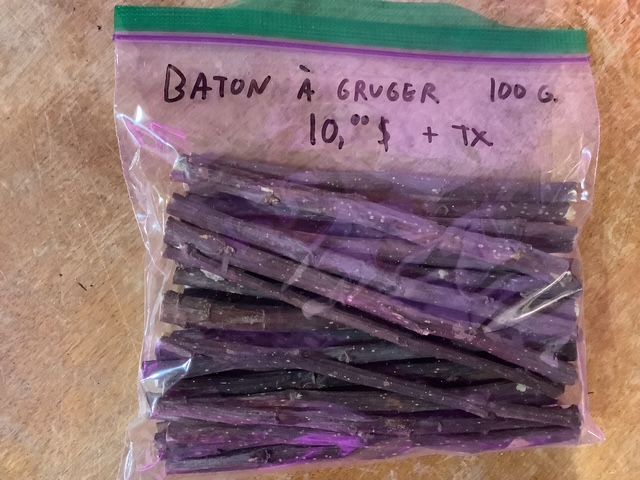 BATON À GRUGER 100 G.
10,00 $ + TX